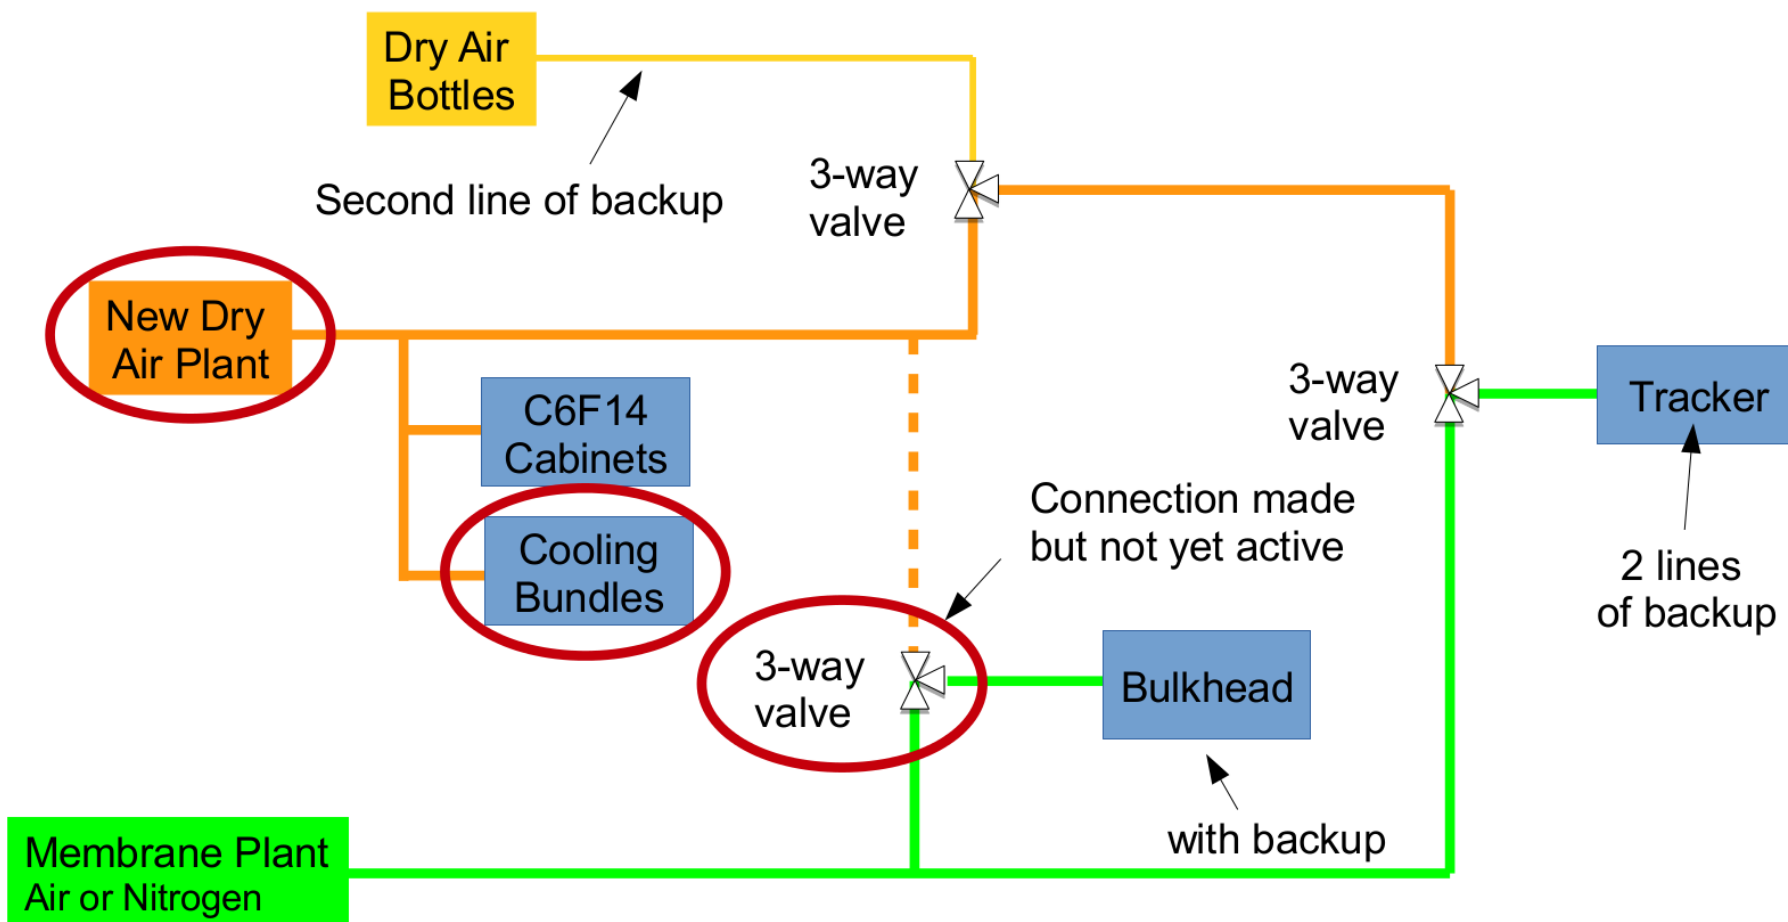 Dry Air
Bottles
Second line of backup
3-way
valve
New Dry
Air Plant
C6F14
Cabinets
Cooling
Bundles
3-way
valve
Tracker
Connection made
but not yet active
2 lines
of backup
3-way
valve
Bulkhead
with backup
Membrane Plant
Air or Nitrogen